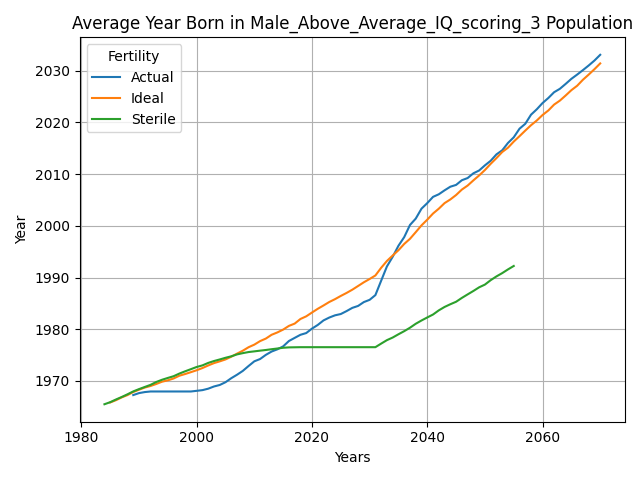 Average Year Born in Male_Above_Average_IQ_scoring_3 Population
Fertility
Actual
Ideal
Sterile
Year
2030
2020
2010
2000
1990
1980
1970
1980 2000 2020 2040 2060
Years